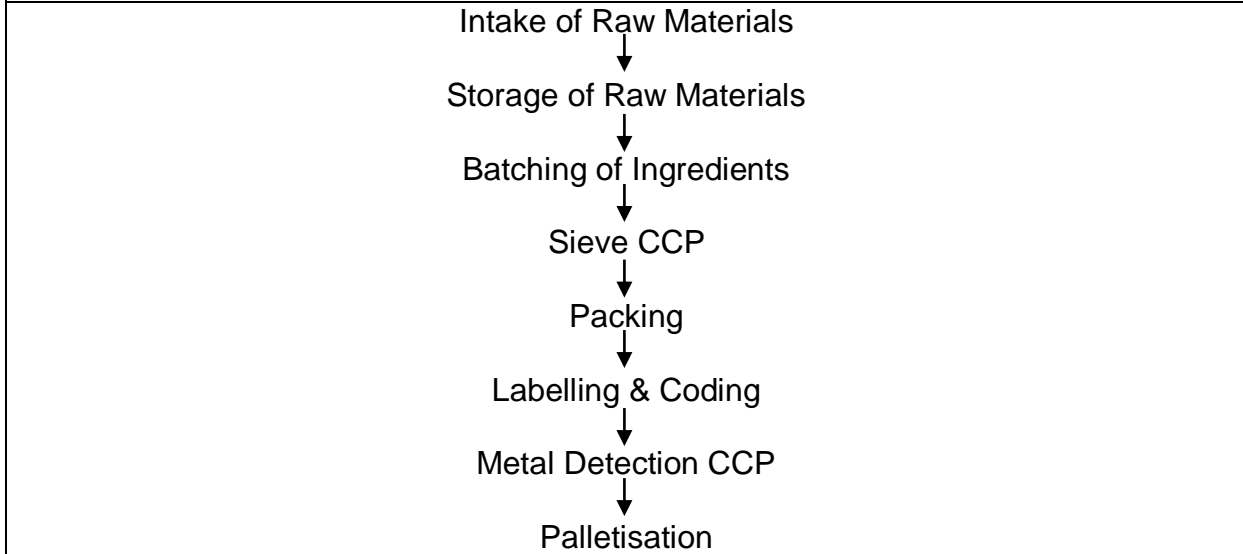 Intake of Raw Materials
Storage of Raw Materials
Batching of Ingredients
Sieve CCP
Packing
Labelling & Coding
Metal Detection CCP
Palletisation